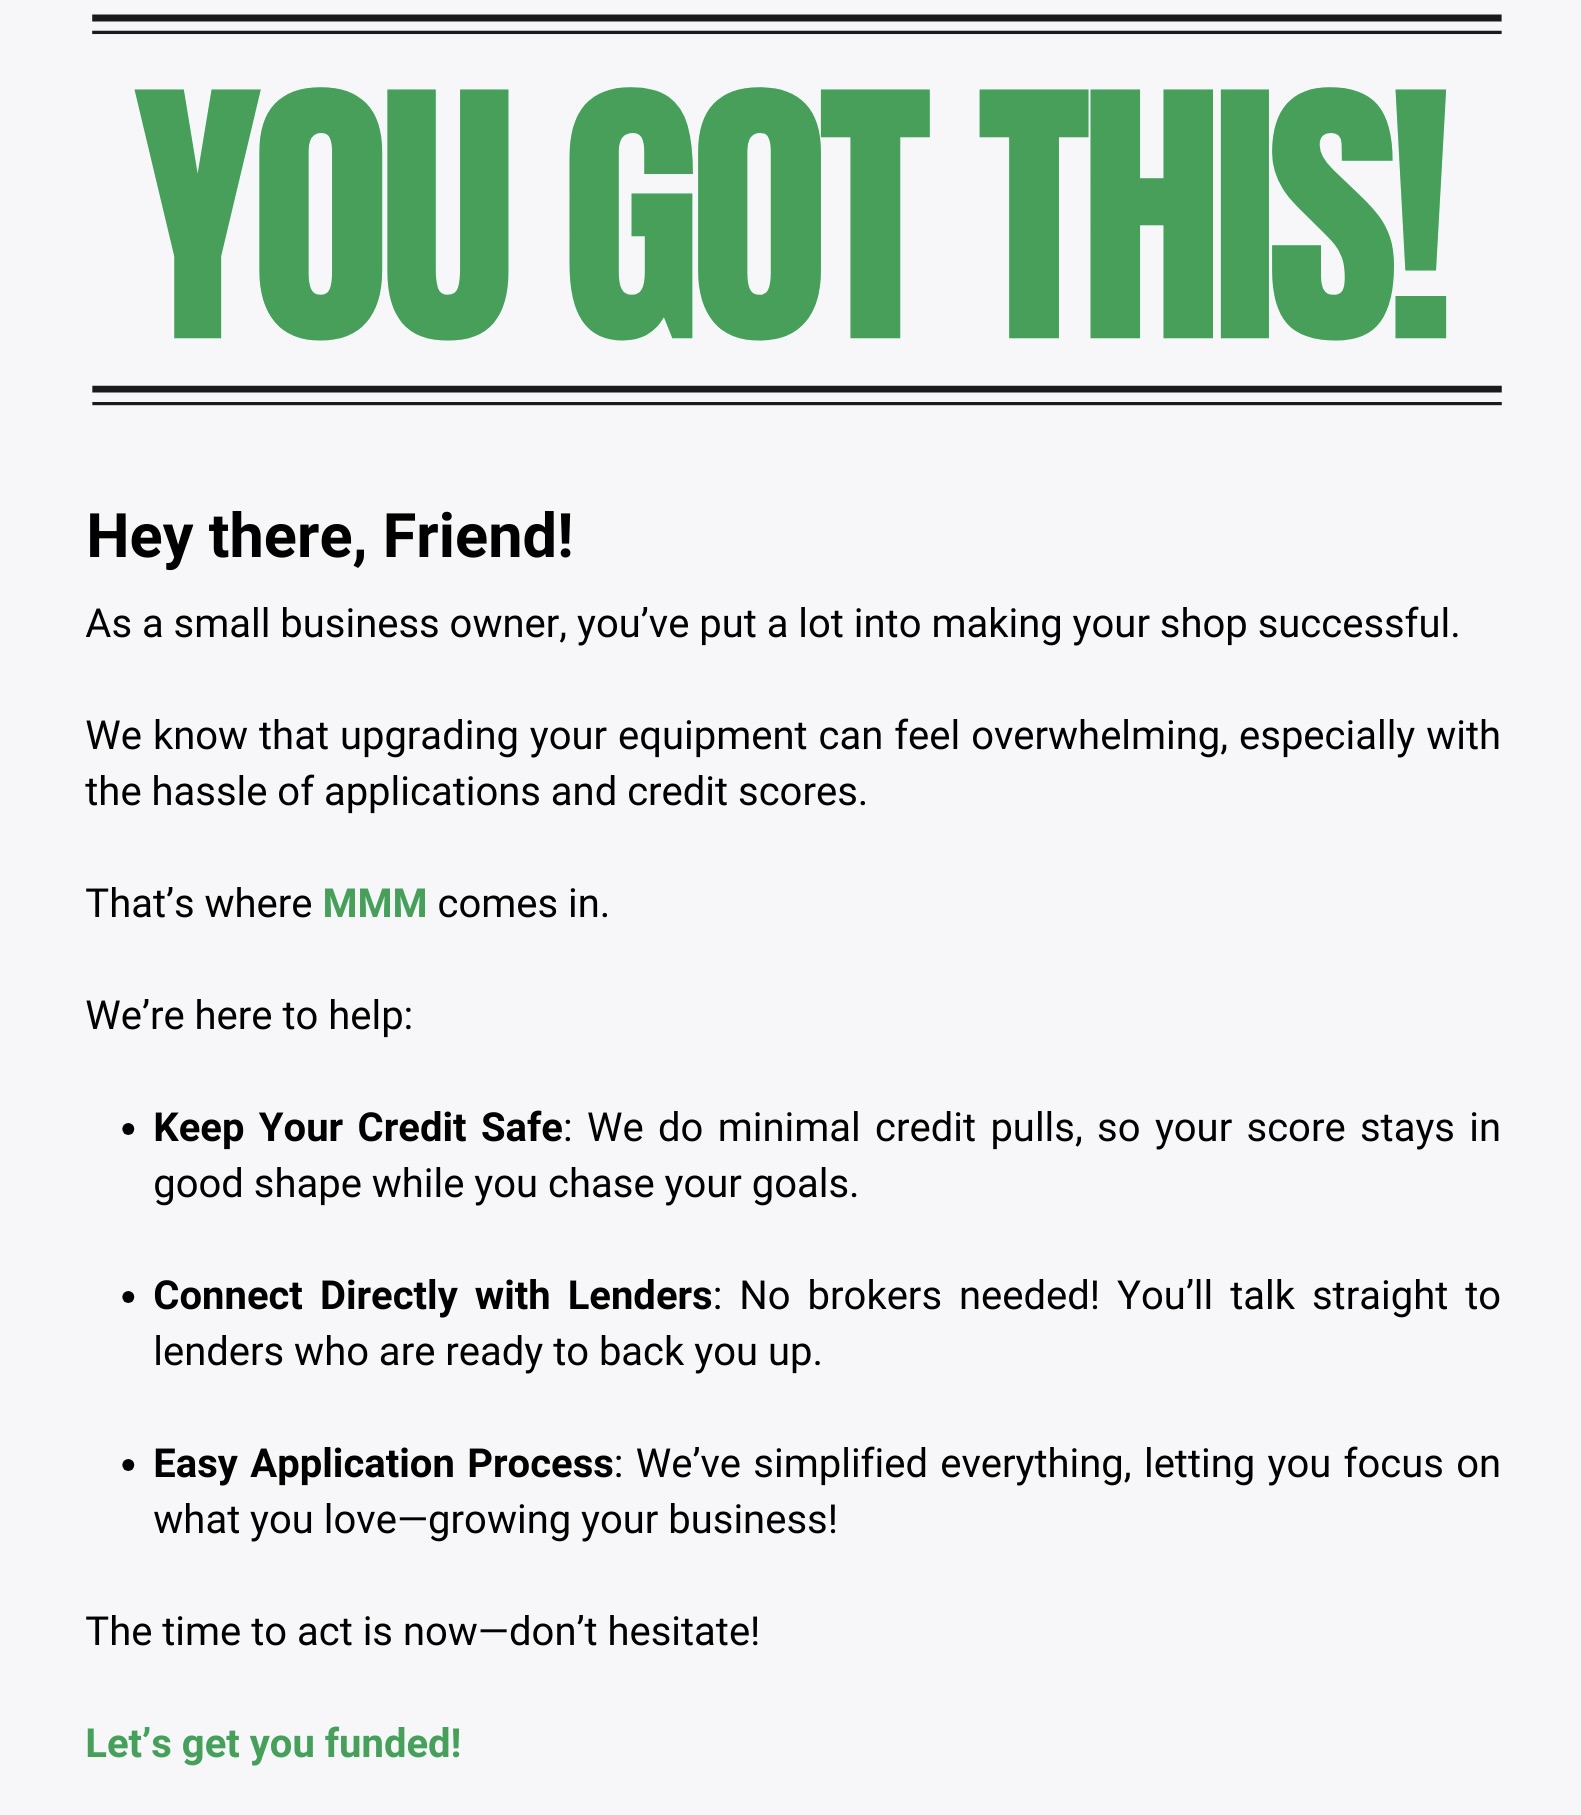 YOU GOT THIS!
Hey there, Friend!
As a small business owner, you’ve put a lot into making your shop successful.
We know that upgrading your equipment can feel overwhelming, especially with
the hassle of applications and credit scores.
That’s where MMM comes in.
We’re here to help:
• Keep Your Credit Safe: We do minimal credit pulls, so your score stays in
good shape while you chase your goals.
• Connect Directly with Lenders: No brokers needed! You’ll talk straight to
lenders who are ready to back you up.
• Easy Application Process: We’ve simplified everything, letting you focus on
what you love—growing your business!
The time to act is now—don’t hesitate!
Let’s get you funded!